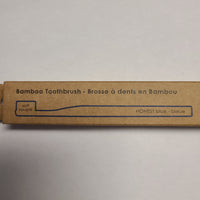 Bamboo Toothbrush - Brosse à dents en Bambou
HONEST blue - bleue